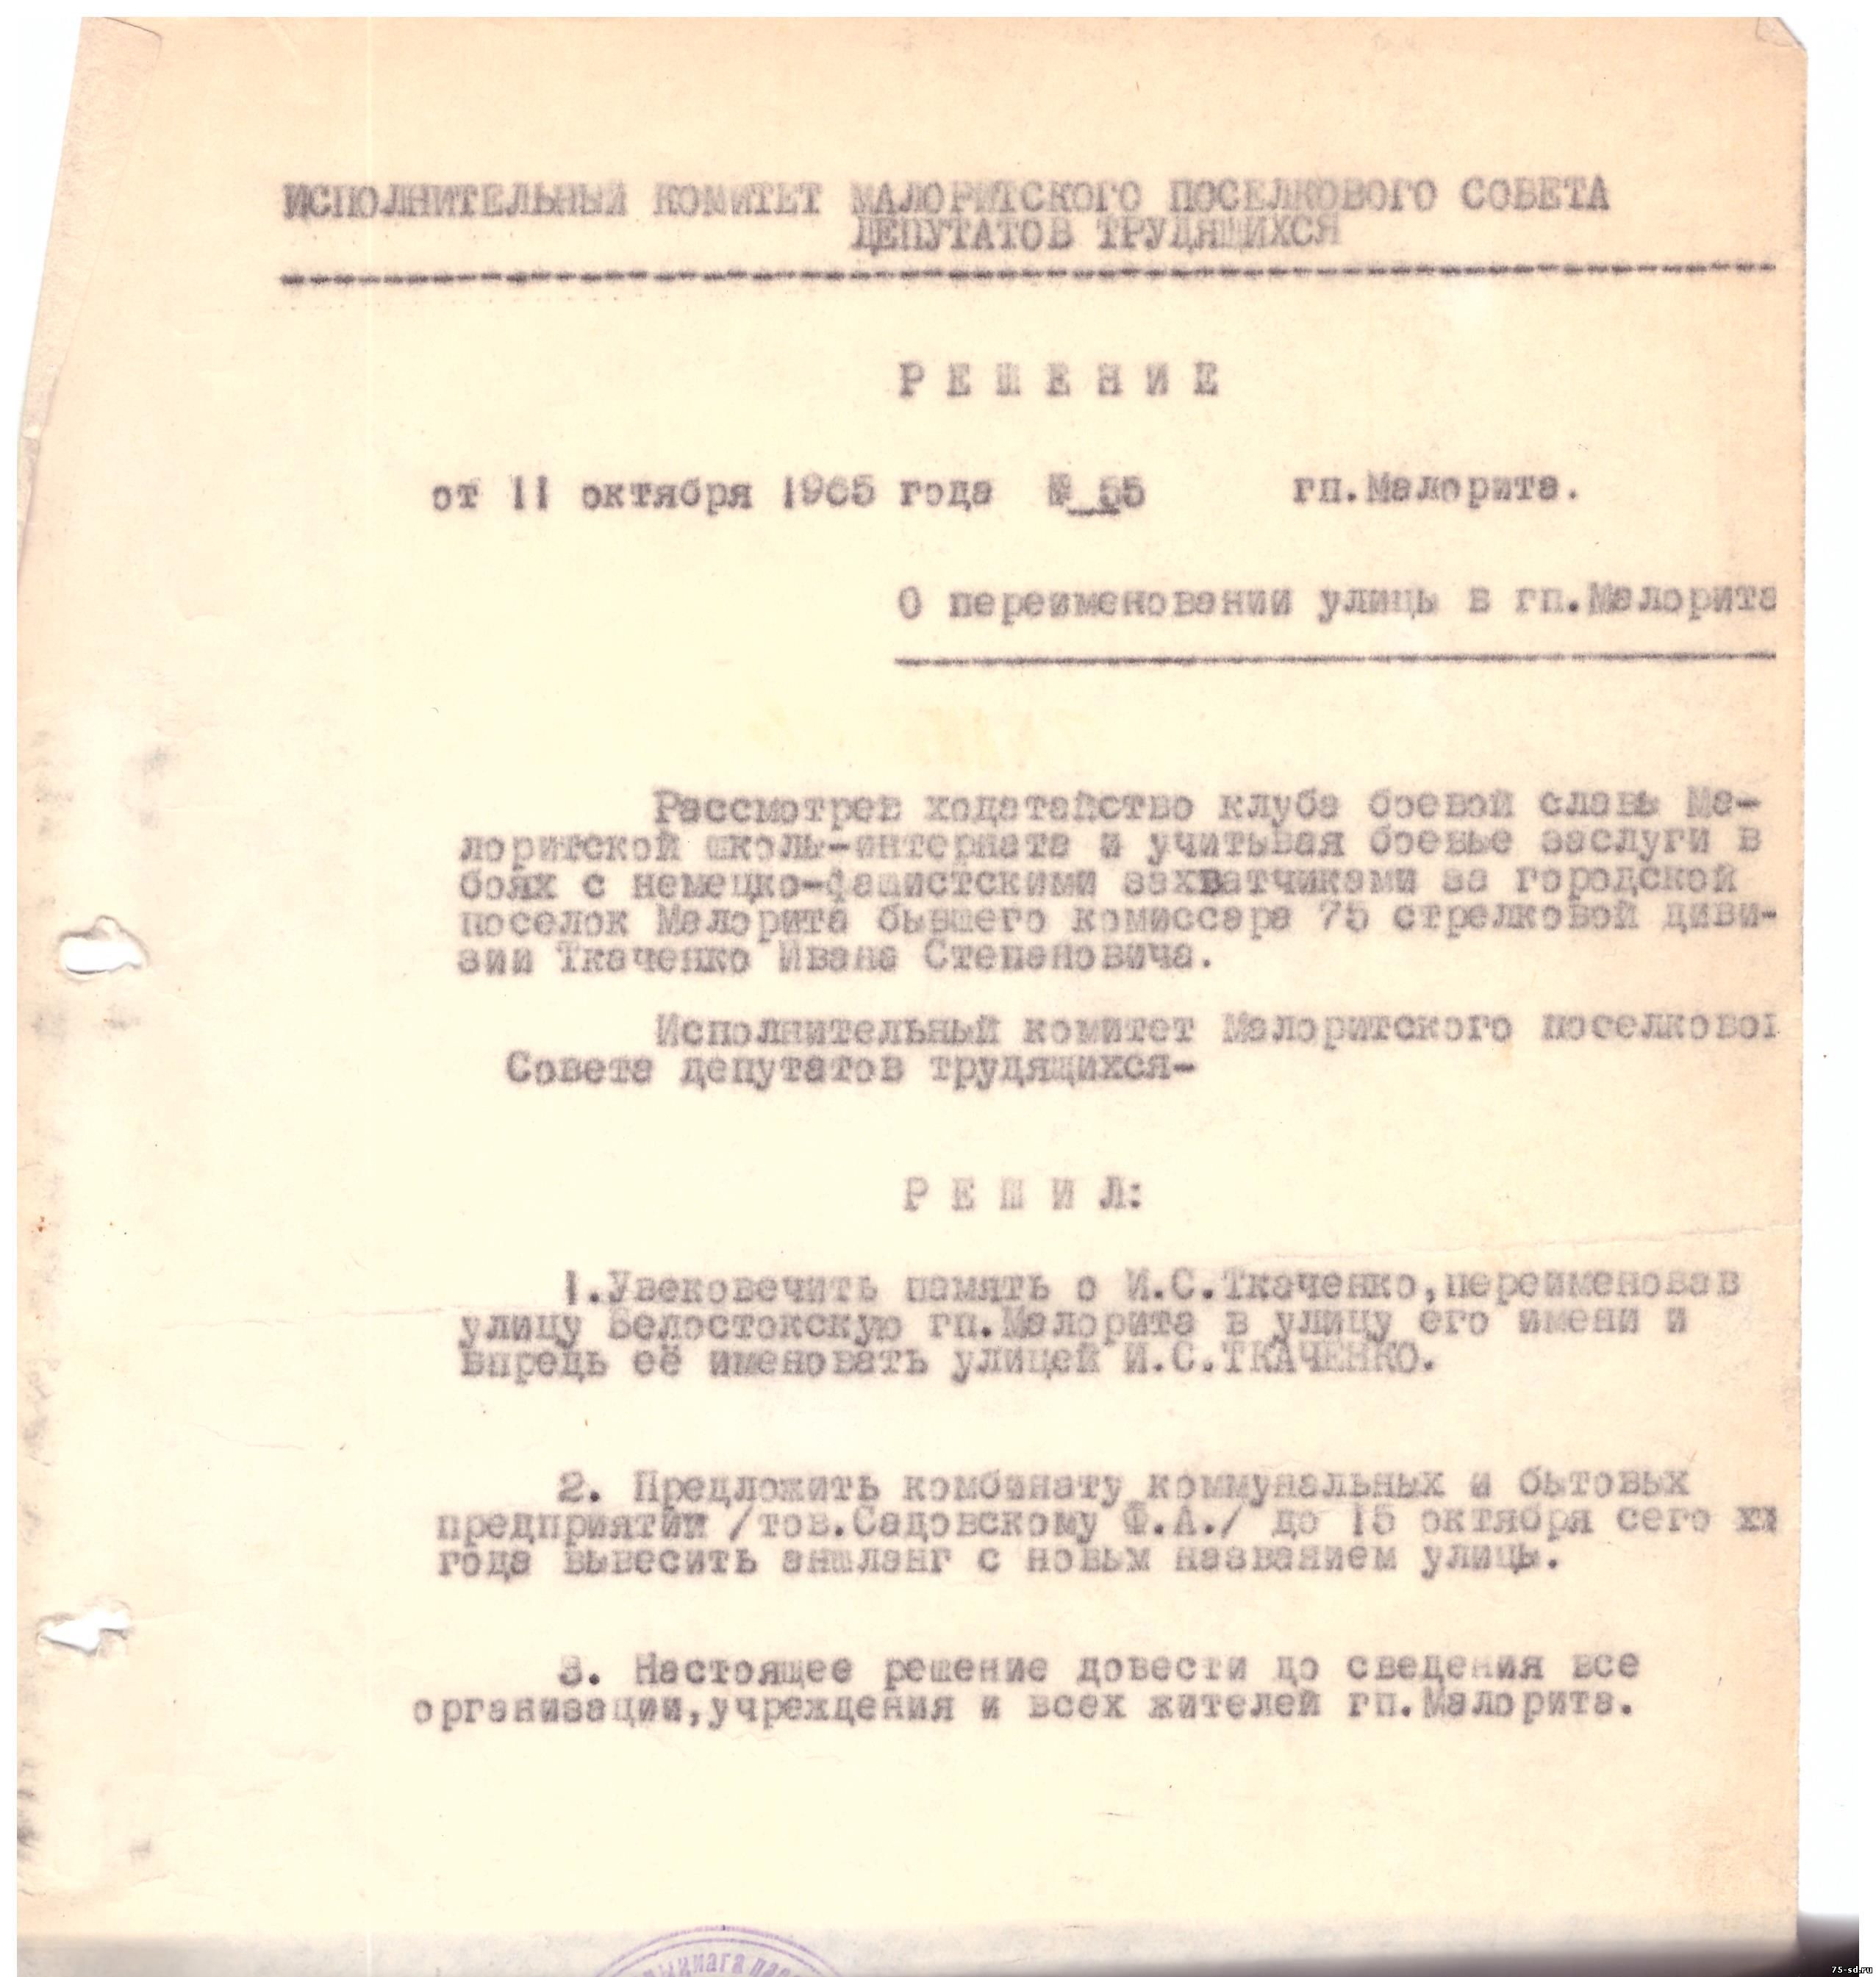 ИСПОЛНИТЕЛЬНЫЙ КОМИТЕТ МАЛОРИТСКОГО ПОСЕЛКОВОГО СОВЕТА
ДЕПУТАТОВ ТРУДЯЩИХСЯ
Р Е Ш Е Н И Е
от 11 октября 1965 года № 55 гп.Малорита.
О переименовании улицы в гп.Малорита
Рассмотрев ходатайство клуба боевой славы Ма-
лоритской школы-интерната и учитывая боевые заслуги в
боях с немецко-фашистскими захватчиками за городской
поселок Малорита бывшего комиссара 75 стрелковой диви-
зии Ткаченко Ивана Степановича.
Исполнительный комитет Малоритского поселковог
Совета депутатов трудящихся-
Р Е Ш И Л:
1.Увековечить память о И.С.Ткаченко,переименовав
улицу Белостокскую гп.Малорита в улицу его имени и
впредь её именовать улицей И.С.ТКАЧЕНКО.
2. Предложить комбинату коммунальных и бытовых
предприятий /тов.Садовскому Ф.А./ до 15 октября сего
года вывесить аншланг с новым названием улицы.
3. Настоящее решение довести до сведения все
организации,учреждения и всех жителей гп.Малорита.
75-sd.ru